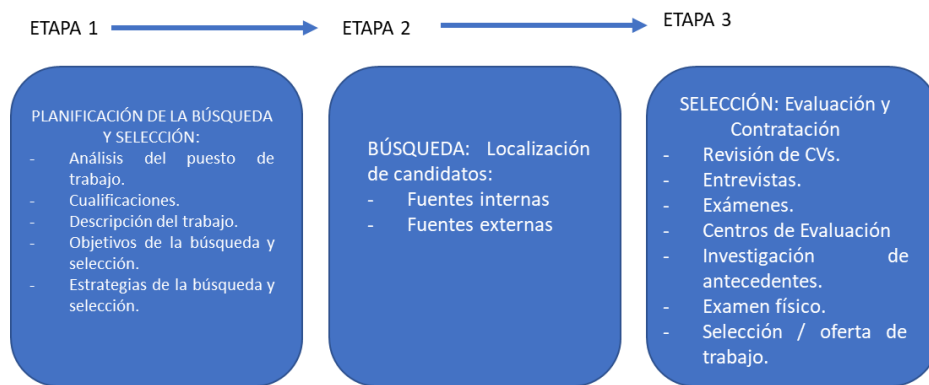 ETAPA 1
ETAPA 2
ETAPA 3
PLANIFICACIÓN DE LA BÚSQUEDA
Y SELECCIÓN:
- Análisis del puesto de
trabajo.
- Cualificaciones.
- Descripción del trabajo.
- Objetivos de la búsqueda y
selección.
- Estrategias de la búsqueda y
selección.
BÚSQUEDA: Localización
de candidatos:
- Fuentes internas
- Fuentes externas
SELECCIÓN: Evaluación y
Contratación
- Revisión de CVs.
- Entrevistas.
- Exámenes.
- Centros de Evaluación
- Investigación de
antecedentes.
- Examen físico.
- Selección / oferta de
trabajo.